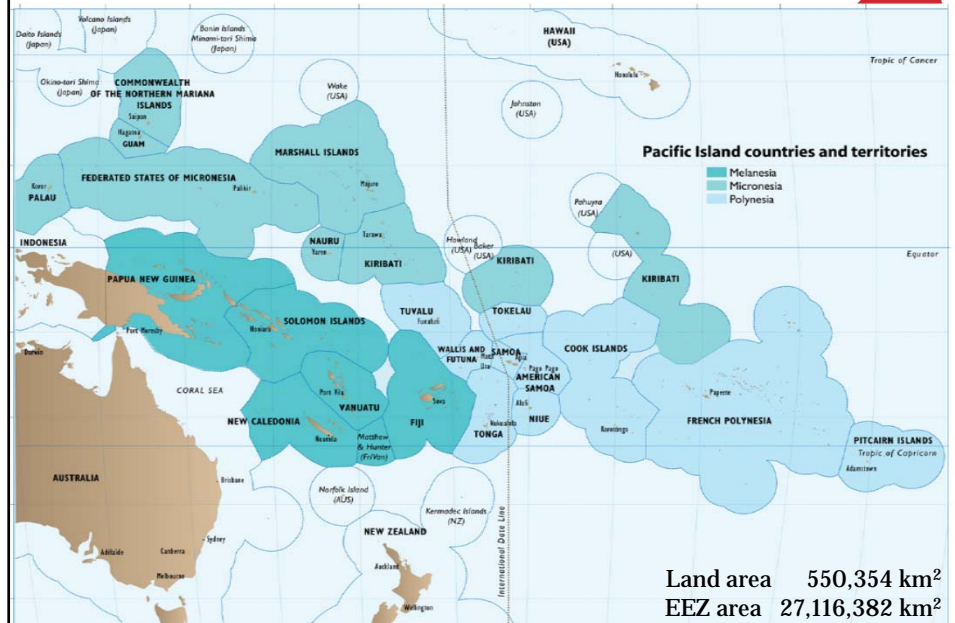 Volcano Islands
(Japan)
Daito Islands
(Japan)
Bonin Islands
Minami-tori Shima
(Japan)
HAWAII
(USA)
Honolulu
Tropic of Cancer
Okino-tori Shima
(Japan)
COMMONWEALTH
OF THE NORTHERN MARIANA
ISLANDS
Saipan
Hagatna
GUAM
Wake
(USA)
Johnston
(USA)
MARSHALL ISLANDS
Majuro
Pacific Island countries and territories
Melanesia
Micronesia
Polynesia
FEDERATED STATES OF MICRONESIA
Palikir
Koror
PALAU
Palmyra
(USA)
INDONESIA
NAURU
Yaren
Tarawa
KIRIBATI
Howland
(USA)
Baker
(USA)
KIRIBATI
(USA)
KIRIBATI
Equator
PAPUA NEW GUINEA
Port Moresby
SOLOMON ISLANDS
Honiara
TUVALU
Funafuti
TOKELAU
WALLIS AND
FUTUNA
Mata
Utu
SAMOA
Apia
Pago Pago
AMERICAN
SAMOA
COOK ISLANDS
Darwin
CORAL SEA
Port Vila
VANUATU
Suva
FIJI
Alofi
NIUE
Nukualofa
TONGA
Rarotonga
Papeete
FRENCH POLYNESIA
NEW CALEDONIA
Noumea
Matthew
& Hunter
(Fr/Van)
PITCAIRN ISLANDS
Tropic of Capricorn
Adamstown
AUSTRALIA
Brisbane
Norfolk Island
(AUS)
Kermadec Islands
(NZ)
International Date Line
NEW ZEALAND
Auckland
Wellington
Sydney
Adelaide
Canberra
Melbourne
Land area 550,354 km²
EEZ area 27,116,382 km²